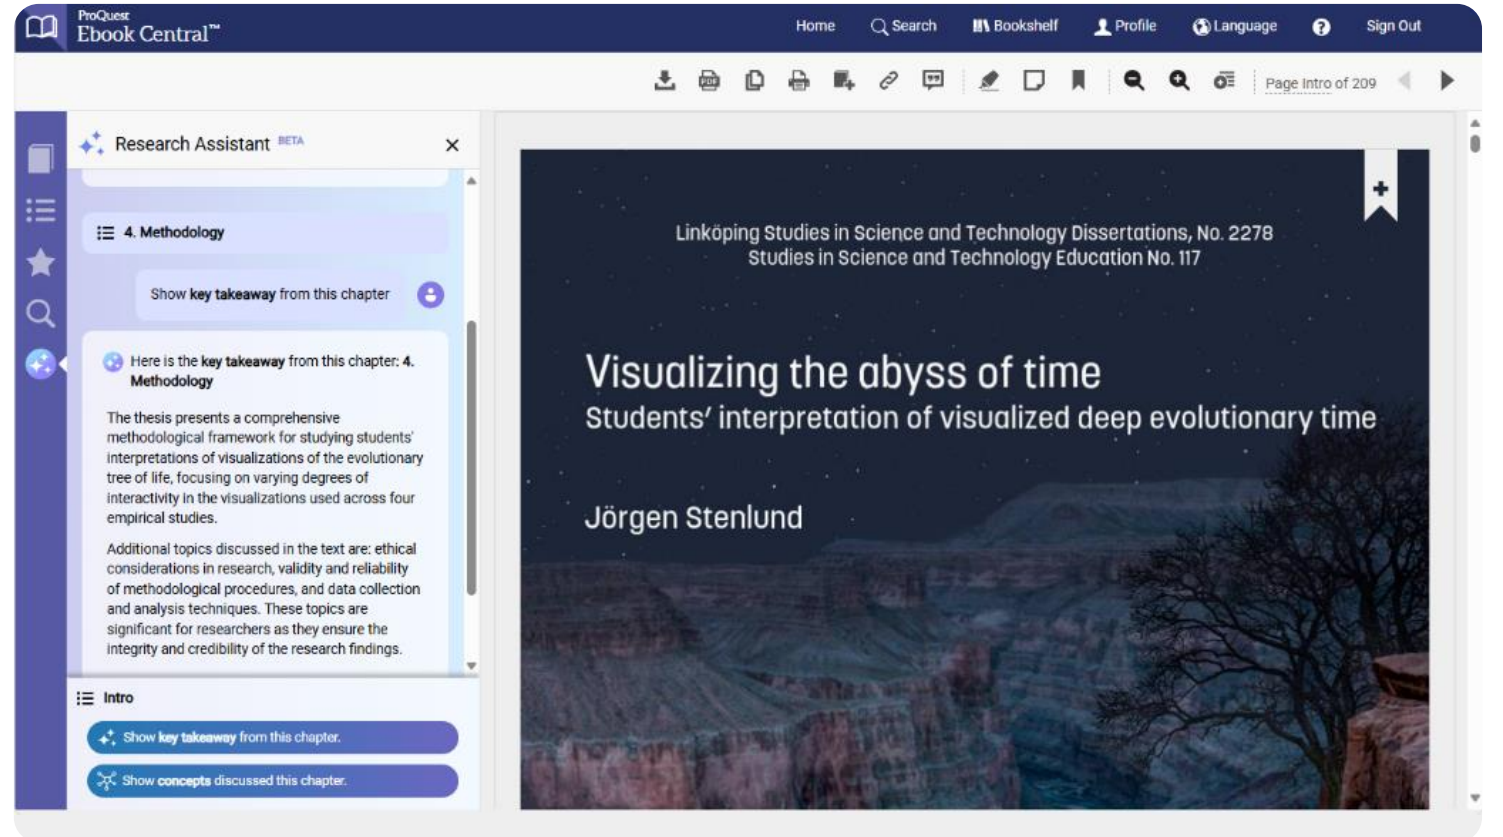 ProQuest
Ebook Central™
Home
Search
Bookshelf
Profile
Language
?
Sign Out
PDF
Page Intro of 209
Research Assistant BETA
4. Methodology
Show key takeaway from this chapter
Here is the key takeaway from this chapter: 4.
Methodology
The thesis presents a comprehensive
methodological framework for studying students'
interpretations of visualizations of the evolutionary
tree of life, focusing on varying degrees of
interactivity in the visualizations used across four
empirical studies.
Additional topics discussed in the text are: ethical
considerations in research, validity and reliability
of methodological procedures, and data collection
and analysis techniques. These topics are
significant for researchers as they ensure the
integrity and credibility of the research findings.
Intro
Show key takeaway from this chapter.
Show concepts discussed this chapter.
Linköping Studies in Science and Technology Dissertations, No. 2278
Studies in Science and Technology Education No. 117
Visualizing the abyss of time
Students' interpretation of visualized deep evolutionary time
Jörgen Stenlund